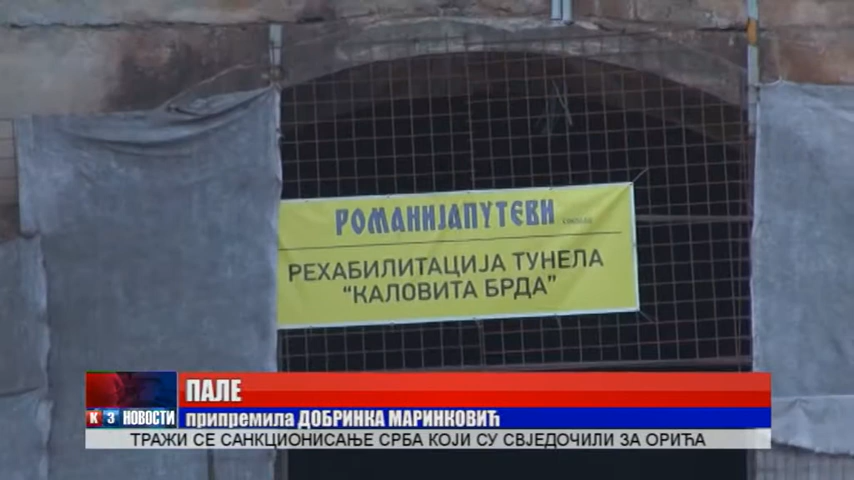 РОМАНИЈАПУТЕВИ
РЕХАБИЛИТАЦИЈА ТУНЕЛА
“КАЛОВИТА БРДА”
ПАЛЕ
К3 НОВОСТИ
припремила ДОБРИНКА МАРИНКОВИЋ
ТРАЖИ СЕ САНКЦИОНИСАЊЕ СРБА КОЈИ СУ СВЈЕДОЧИЛИ ЗА ОРИЋА